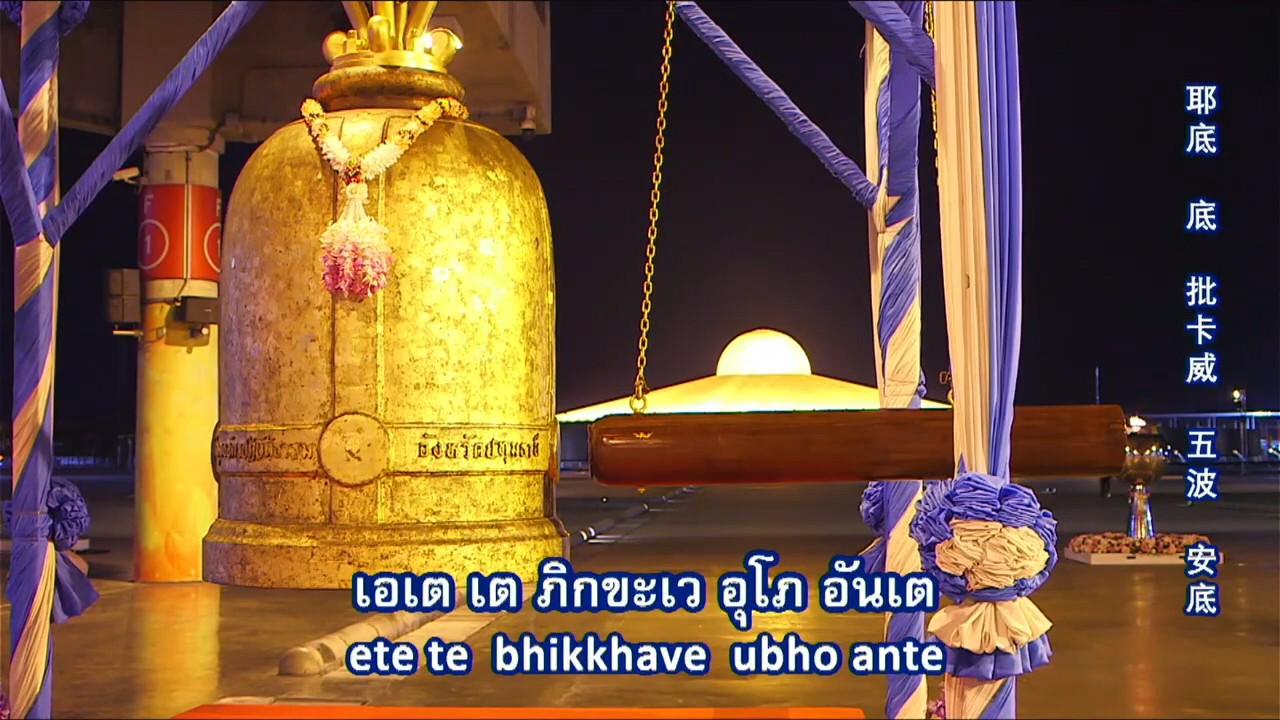 耶底 底 批卡威 五波 安底
F
1
เอเต เต ภิกขะเว อุโภ อันเต
ete te bhikkhave ubho ante